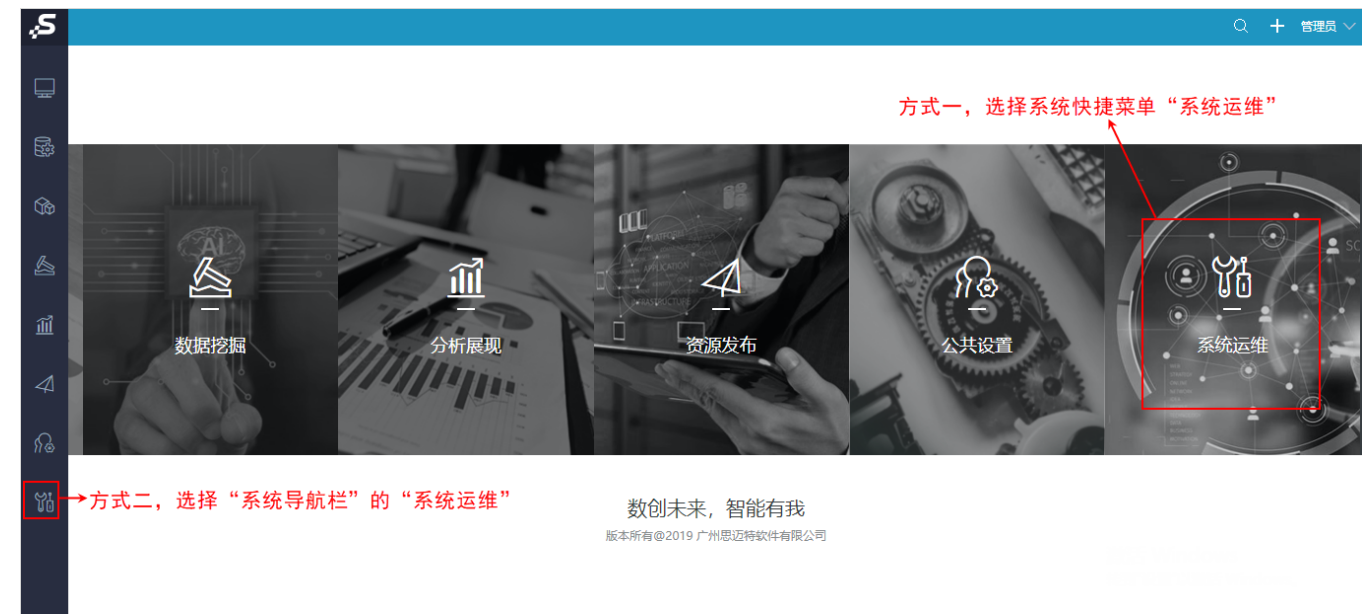 S
管理员
方式一，选择系统快捷菜单“系统运维”
AI
PLATFORM
APPLICATION
INFRASTRUCTURE
数据挖掘
分析展现
资源发布
公共设置
系统运维
方式二，选择“系统导航栏”的“系统运维”
数创未来，智能有我
版本所有@2019 广州思迈特软件有限公司